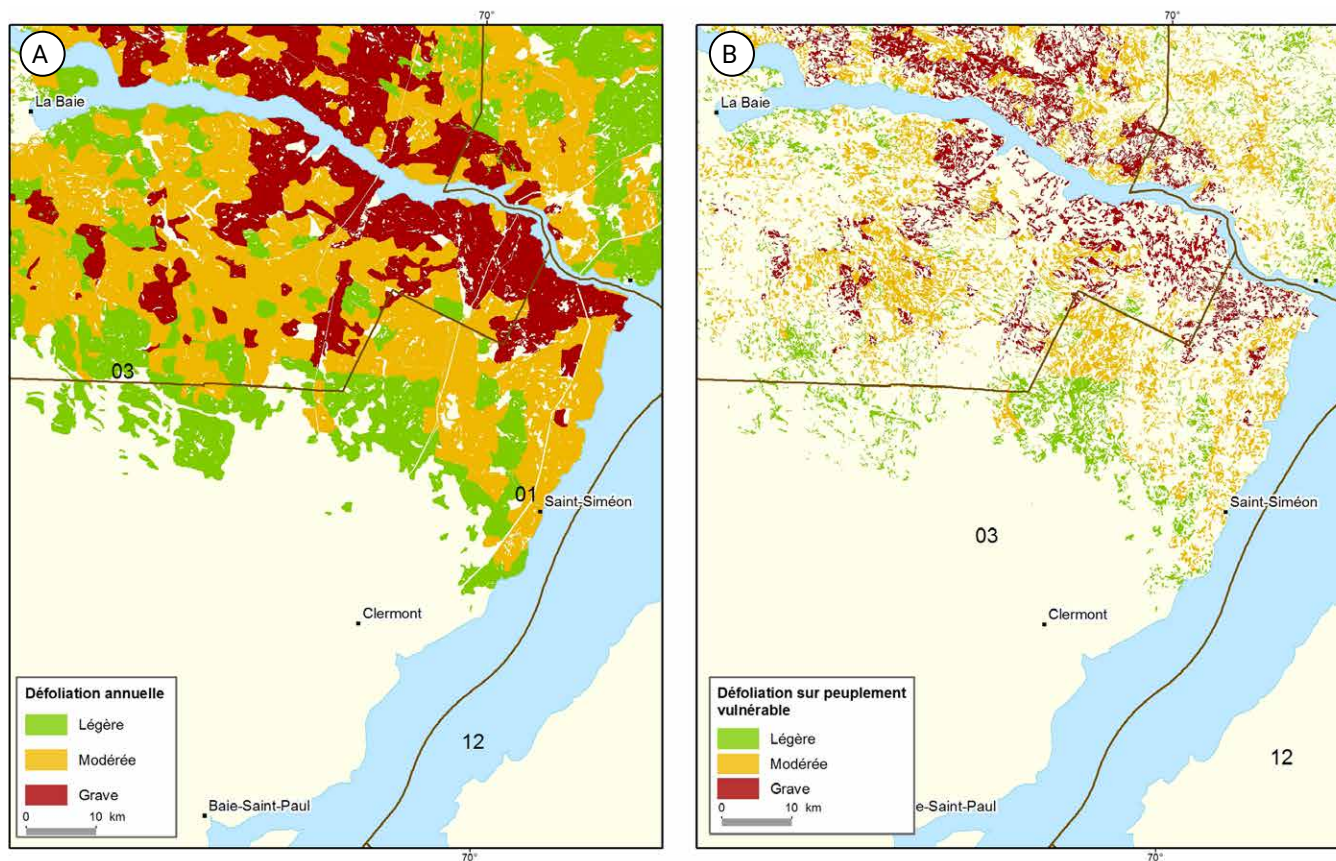 70°
A
La Baie
03
01
Saint-Siméon
Clermont
12
Baie-Saint-Paul
Défoliation annuelle
Légère
Modérée
Grave
0 10 km
70°
70°
B
La Baie
Saint-Siméon
03
Clermont
12
e-Saint-Paul
Défoliation sur peuplement
vulnérable
Légère
Modérée
Grave
0 10 km
70°